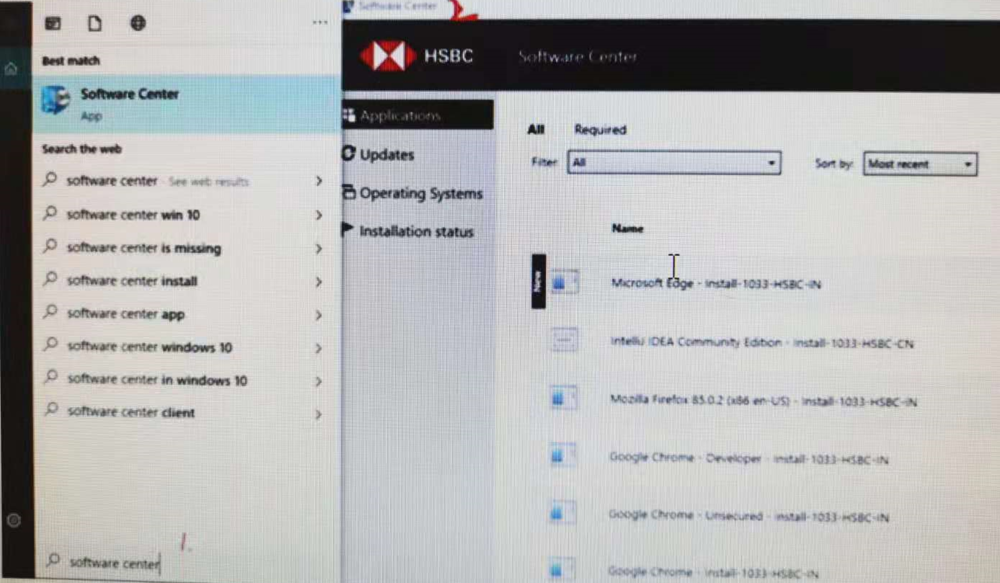 Best match
Software Center
App
Search the web
software center - See web results
software center win 10
software center is missing
software center install
software center app
software center windows 10
software center in windows 10
software center client
1.
software center
Software Center
2
HSBC
Software Center
Applications
Updates
Operating Systems
Installation status
All Required
Filter All Sort by: Most recent
Name
New
Microsoft Edge - Install-1033-HSBC-IN
IntelliJ IDEA Community Edition - Install-1033-HSBC-CN
Mozilla Firefox 85.0.2 (x86 en-US) - Install-1033-HSBC-IN
Google Chrome - Developer - Install-1033-HSBC-IN
Google Chrome - Unsecured - Install-1033-HSBC-IN
Google Chrome - Install-1033-HSBC-IN